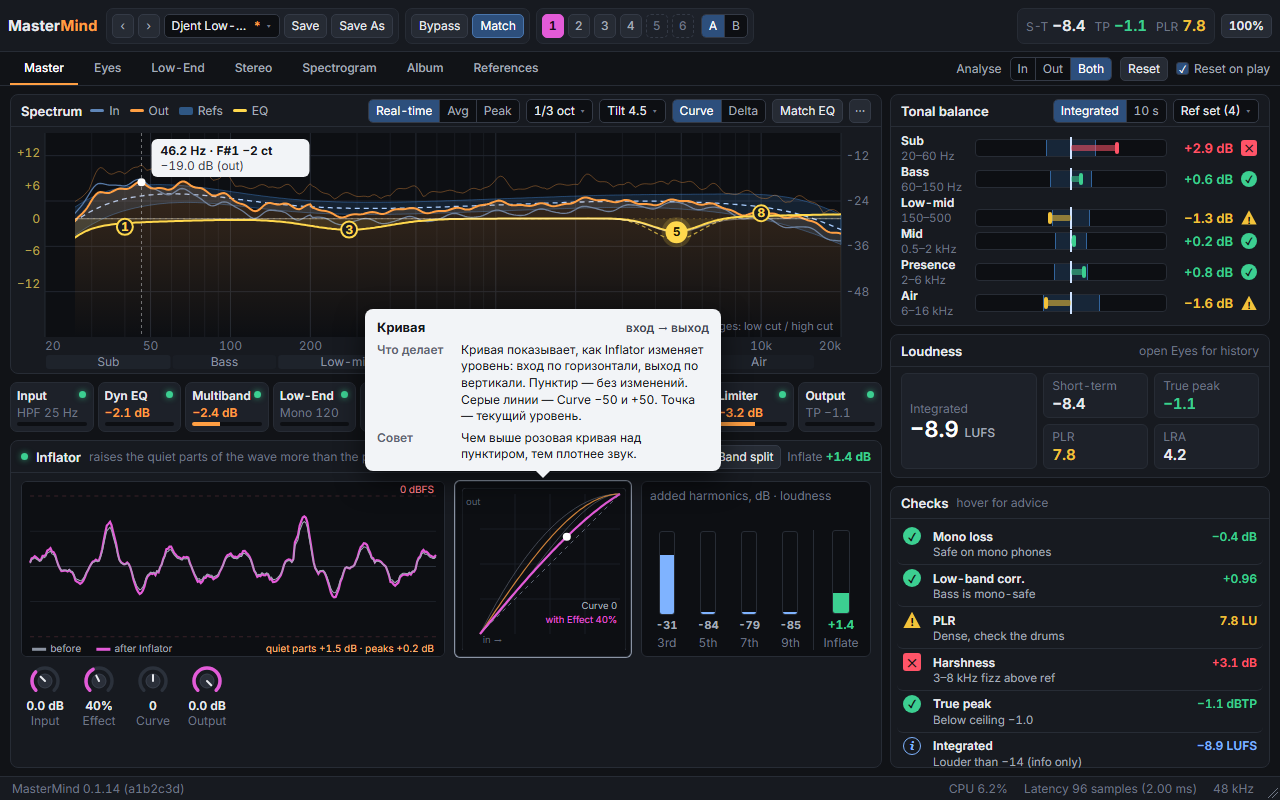 MasterMind
‹ › Djent Low-... * Save Save As Bypass Match 1 2 3 4 5 6 A B S-T −8.4 TP −1.1 PLR 7.8 100%
Master Eyes Low-End Stereo Spectrogram Album References Analyse In Out Both Reset Reset on play
Spectrum In Out Refs EQ Real-time Avg Peak 1/3 oct Tilt 4.5 Curve Delta Match EQ ...
+12 −12
46.2 Hz · F#1 −2 ct
−19.0 dB (out)
+6 −24
0 −36
−6 −48
−12
1 3 5 8
ges: low cut / high cut
20 50 100 200 10k 20k
Sub Bass Low-mi Air
Tonal balance Integrated 10 s Ref set (4)
Sub +2.9 dB
20–60 Hz
Bass +0.6 dB
60–150 Hz
Low-mid −1.3 dB
150–500
Mid +0.2 dB
0.5–2 kHz
Presence +0.8 dB
2–6 kHz
Air −1.6 dB
6–16 kHz
Кривая вход → выход
Что делает Кривая показывает, как Inflator изменяет
уровень: вход по горизонтали, выход по
вертикали. Пунктир — без изменений.
Серые линии — Curve −50 и +50. Точка
— текущий уровень.
Совет Чем выше розовая кривая над
пунктиром, тем плотнее звук.
Input Dyn EQ Multiband Low-End Limiter Output
HPF 25 Hz −2.1 dB −2.4 dB Mono 120 −3.2 dB TP −1.1
Inflator raises the quiet parts of the wave more than the p Band split Inflate +1.4 dB
0 dBFS
before after Inflator quiet parts +1.5 dB · peaks +0.2 dB
out
Curve 0
with Effect 40%
in →
added harmonics, dB · loudness
-31 -84 -79 -85 +1.4
3rd 5th 7th 9th Inflate
0.0 dB 40% 0 0.0 dB
Input Effect Curve Output
Loudness open Eyes for history
Integrated
−8.9 LUFS
Short-term
−8.4
True peak
−1.1
PLR
7.8
LRA
4.2
Checks hover for advice
Mono loss −0.4 dB
Safe on mono phones
Low-band corr. +0.96
Bass is mono-safe
PLR 7.8 LU
Dense, check the drums
Harshness +3.1 dB
3–8 kHz fizz above ref
True peak −1.1 dBTP
Below ceiling −1.0
Integrated −8.9 LUFS
Louder than −14 (info only)
MasterMind 0.1.14 (a1b2c3d) CPU 6.2% Latency 96 samples (2.00 ms) 48 kHz